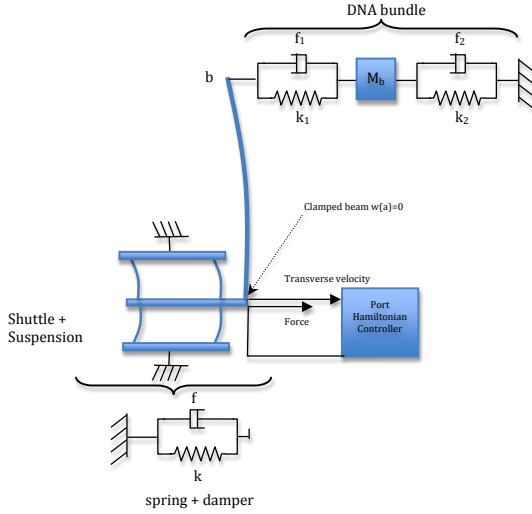 DNA bundle
f₁
f₂
b
M_b
k₁
k₂
Clamped beam w(a)=0
Transverse velocity
Port
Hamiltonian
Controller
Force
Shuttle +
Suspension
f
k
spring + damper